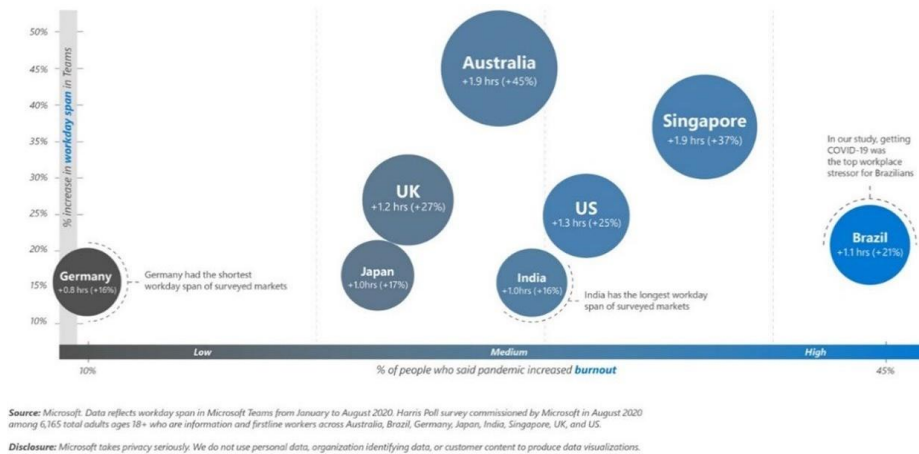 50%
45%
40%
35%
30%
25%
20%
15%
10%
% increase in workday span in Teams
Australia
+1.9 hrs (+45%)
Singapore
+1.9 hrs (+37%)
In our study, getting
COVID-19 was
the top workplace
stressor for Brazilians
UK
+1.2 hrs (+27%)
US
+1.3 hrs (+25%)
Brazil
+1.1 hrs (+21%)
Germany
+0.8 hrs (+16%)
Germany had the shortest
workday span of surveyed markets
Japan
+1.0hrs (+17%)
India
+1.0hrs (+16%)
India has the longest workday
span of surveyed markets
Low
Medium
High
10%
% of people who said pandemic increased burnout
45%
Source: Microsoft. Data reflects workday span in Microsoft Teams from January to August 2020. Harris Poll survey commissioned by Microsoft in August 2020
among 6,165 total adults ages 18+ who are information and firstline workers across Australia, Brazil, Germany, Japan, India, Singapore, UK, and US.
Disclosure: Microsoft takes privacy seriously. We do not use personal data, organization identifying data, or customer content to produce data visualizations.